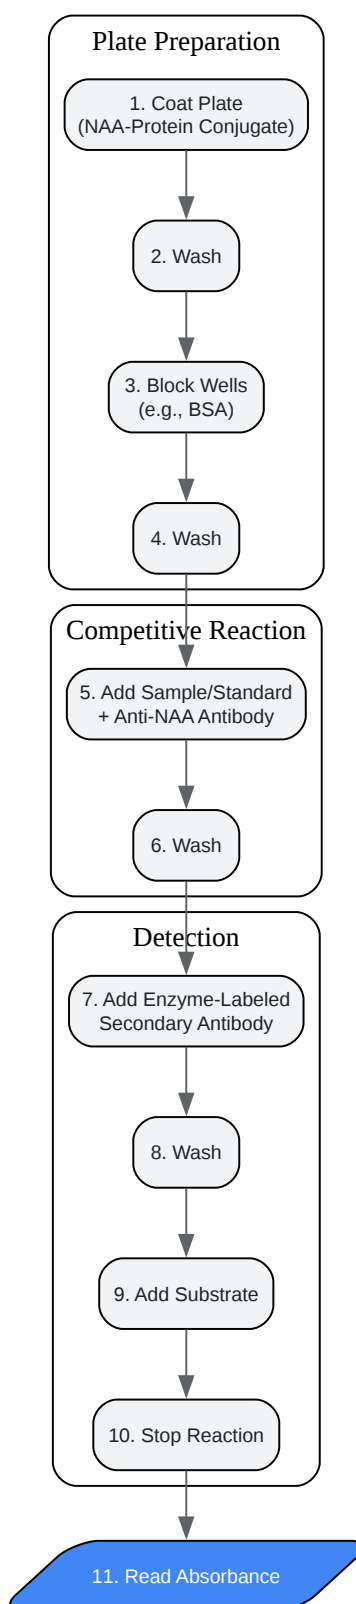 Plate Preparation
1. Coat Plate
(NAA-Protein Conjugate)
2. Wash
3. Block Wells
(e.g., BSA)
4. Wash
Competitive Reaction
5. Add Sample/Standard
+ Anti-NAA Antibody
6. Wash
Detection
7. Add Enzyme-Labeled
Secondary Antibody
8. Wash
9. Add Substrate
10. Stop Reaction
11. Read Absorbance